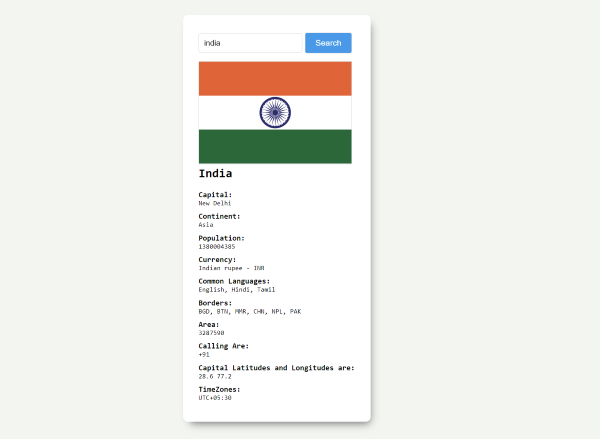 india
Search
India
Capital:
New Delhi
Continent:
Asia
Population:
1380004385
Currency:
Indian rupee - INR
Common Languages:
English, Hindi, Tamil
Borders:
BGD, BTN, MMR, CHN, NPL, PAK
Area:
3287590
Calling Are:
+91
Capital Latitudes and Longitudes are:
28.6 77.2
TimeZones:
UTC+05:30